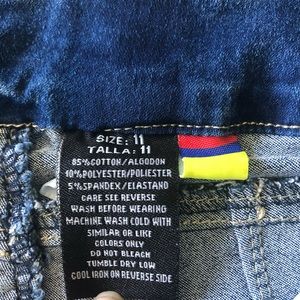 SIZE: 11
TALLA: 11
85%COTTON/ALGODON
10%POLYESTER/POLIESTER
5%SPANDEX/ELASTANO
CARE SEE REVERSE
WASH BEFORE WEARING
MACHINE WASH COLD WITH
SIMILAR OR LIKE
COLORS ONLY
DO NOT BLEACH
TUMBLE DRY LOW
COOL IRON ON REVERSE SIDE